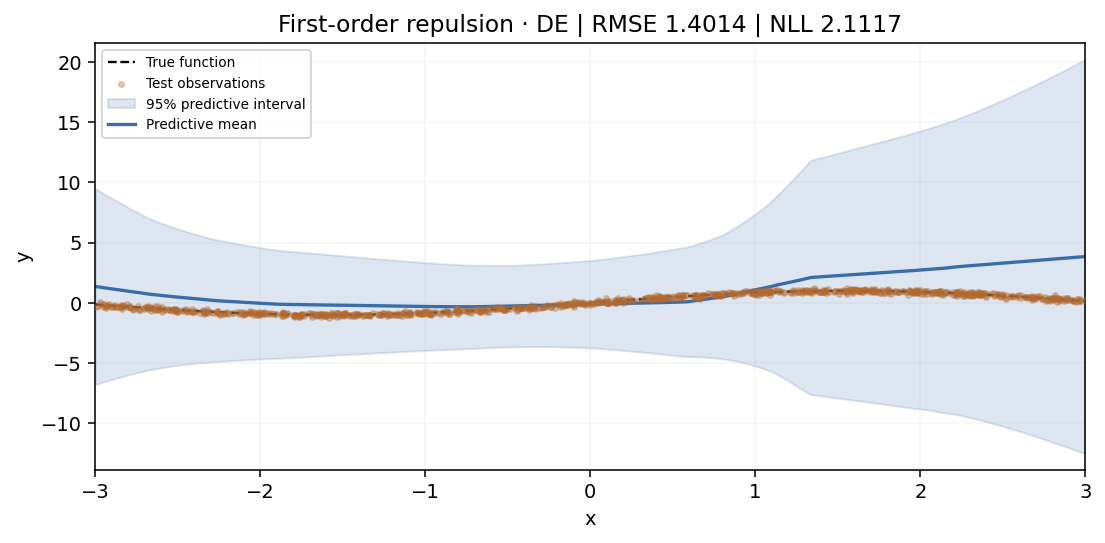 First-order repulsion · DE | RMSE 1.4014 | NLL 2.1117
True function
Test observations
95% predictive interval
Predictive mean
y
20
15
10
5
0
−5
−10
−3
−2
−1
0
1
2
3
x